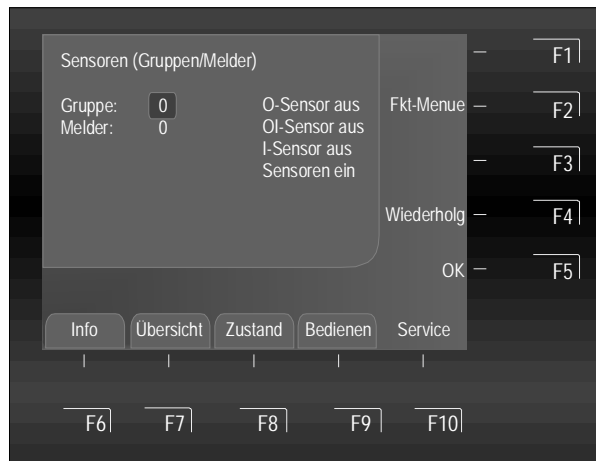 Sensoren (Gruppen/Melder)
F1
Gruppe: 0 O-Sensor aus Fkt-Menue F2
Melder: 0 OI-Sensor aus
I-Sensor aus
Sensoren ein F3
Wiederholg F4
OK F5
Info Übersicht Zustand Bedienen Service
F6 F7 F8 F9 F10